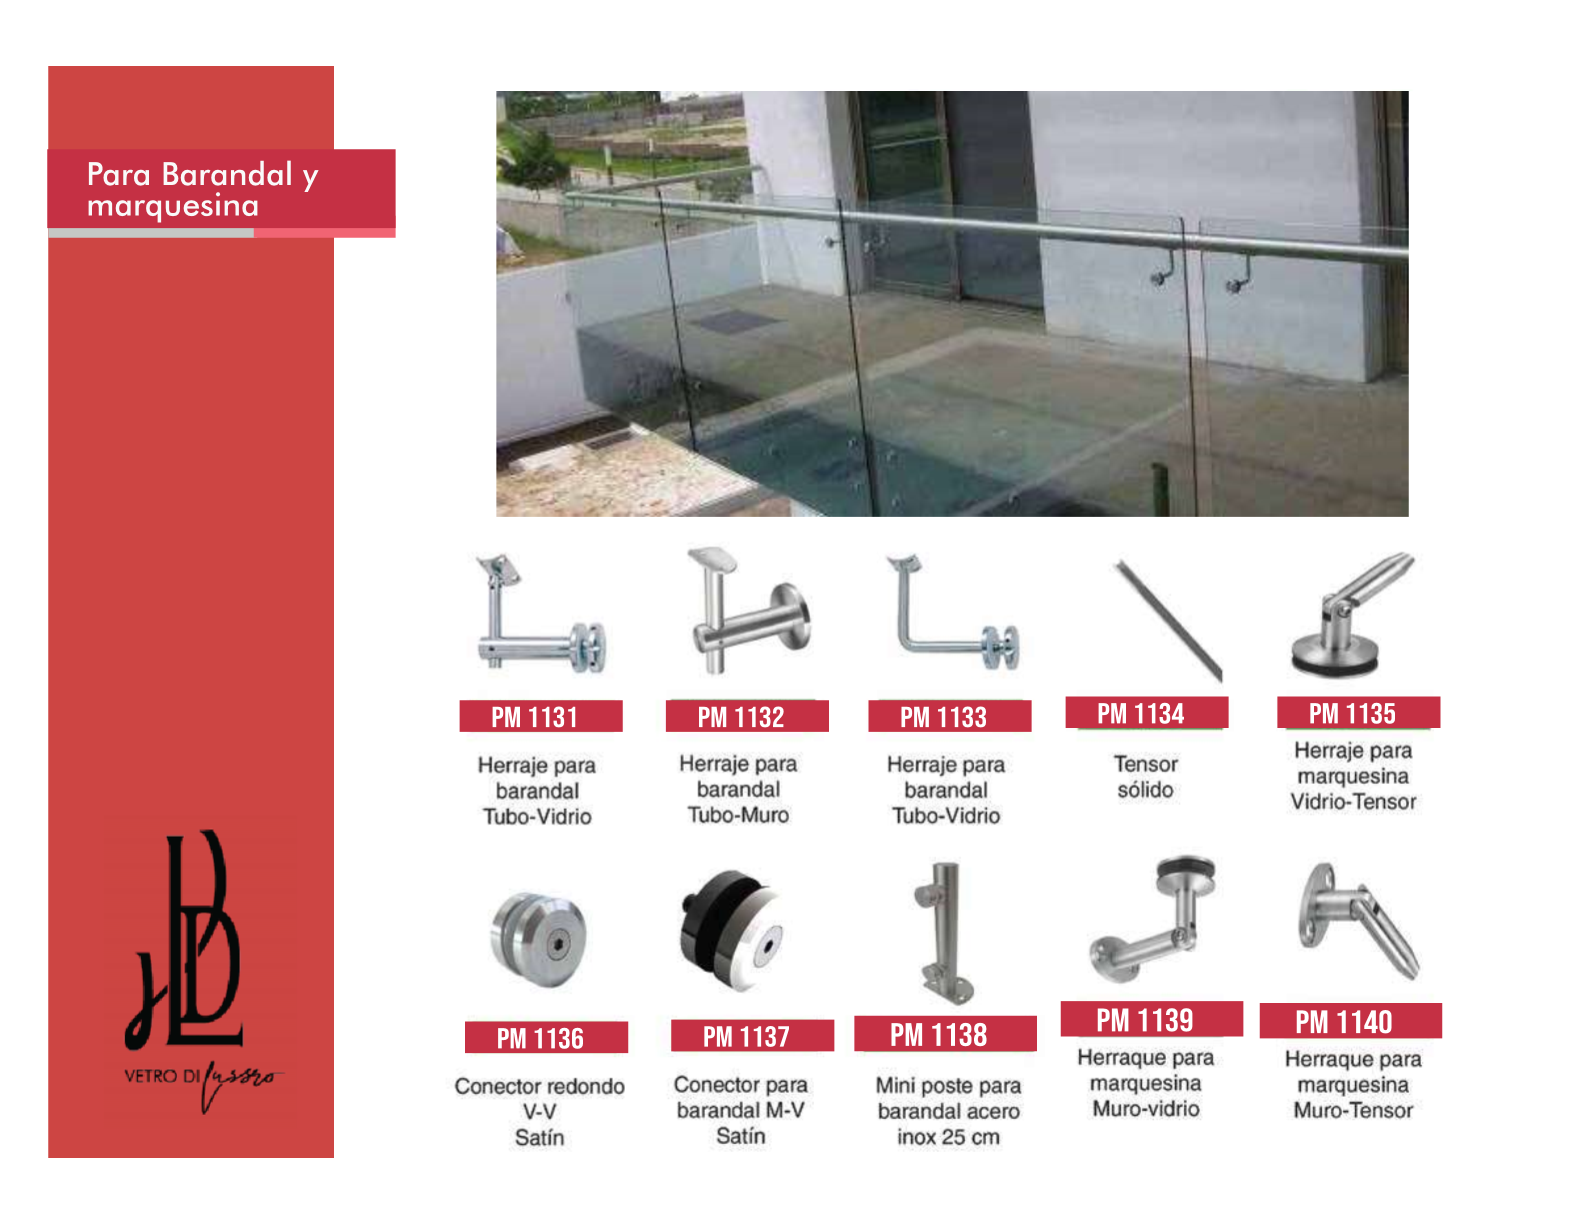 Para Barandal y
marquesina
PM 1131
Herraje para
barandal
Tubo-Vidrio
PM 1132
Herraje para
barandal
Tubo-Muro
PM 1133
Herraje para
barandal
Tubo-Vidrio
PM 1134
Tensor
sólido
PM 1135
Herraje para
marquesina
Vidrio-Tensor
PM 1136
Conector redondo
V-V
Satín
PM 1137
Conector para
barandal M-V
Satín
PM 1138
Mini poste para
barandal acero
inox 25 cm
PM 1139
Herraque para
marquesina
Muro-vidrio
PM 1140
Herraque para
marquesina
Muro-Tensor
VETRO DI Lussro